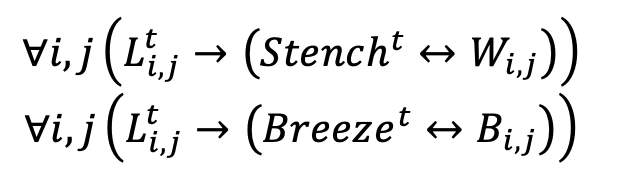 ∀i,j(L^t_{i,j} → (Stench^t ↔ W_{i,j}))
∀i,j(L^t_{i,j} → (Breeze^t ↔ B_{i,j}))